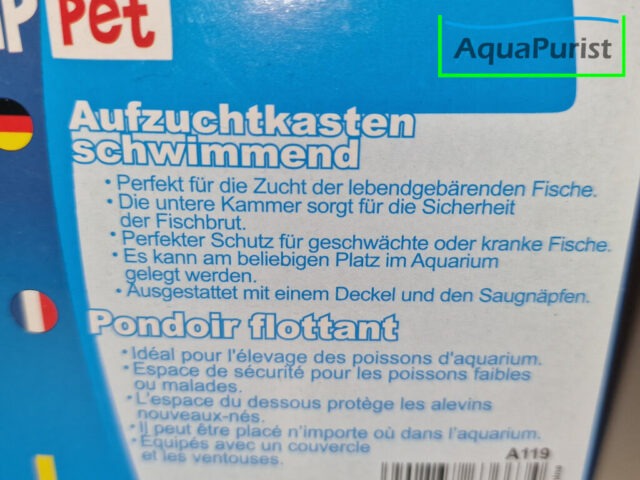 Pet
AquaPurist
Aufzuchtkasten
schwimmend
• Perfekt für die Zucht der lebendgebärenden Fische.
• Die untere Kammer sorgt für die Sicherheit
der Fischbrut.
• Perfekter Schutz für geschwächte oder kranke Fische.
• Es kann am beliebigen Platz im Aquarium
gelegt werden.
• Ausgestattet mit einem Deckel und den Saugnäpfen.
Pondoir flottant
• Idéal pour l'élevage des poissons d'aquarium.
• Espace de sécurité pour les poissons faibles
ou malades.
• L'espace du dessous protège les alevins
nouveaux-nés.
• Il peut être placé n'importe où dans l'aquarium.
• Equipés avec un couvercle
et les ventouses.
A119